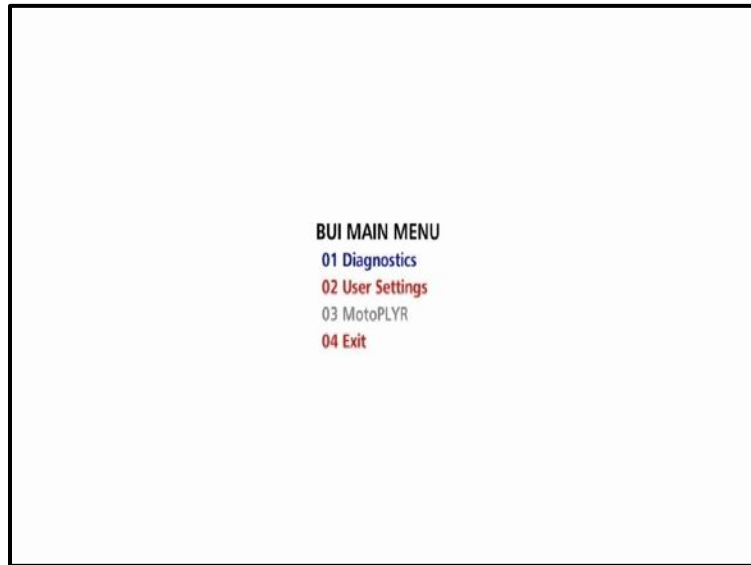 BUI MAIN MENU
01 Diagnostics
02 User Settings
03 MotoPLYR
04 Exit